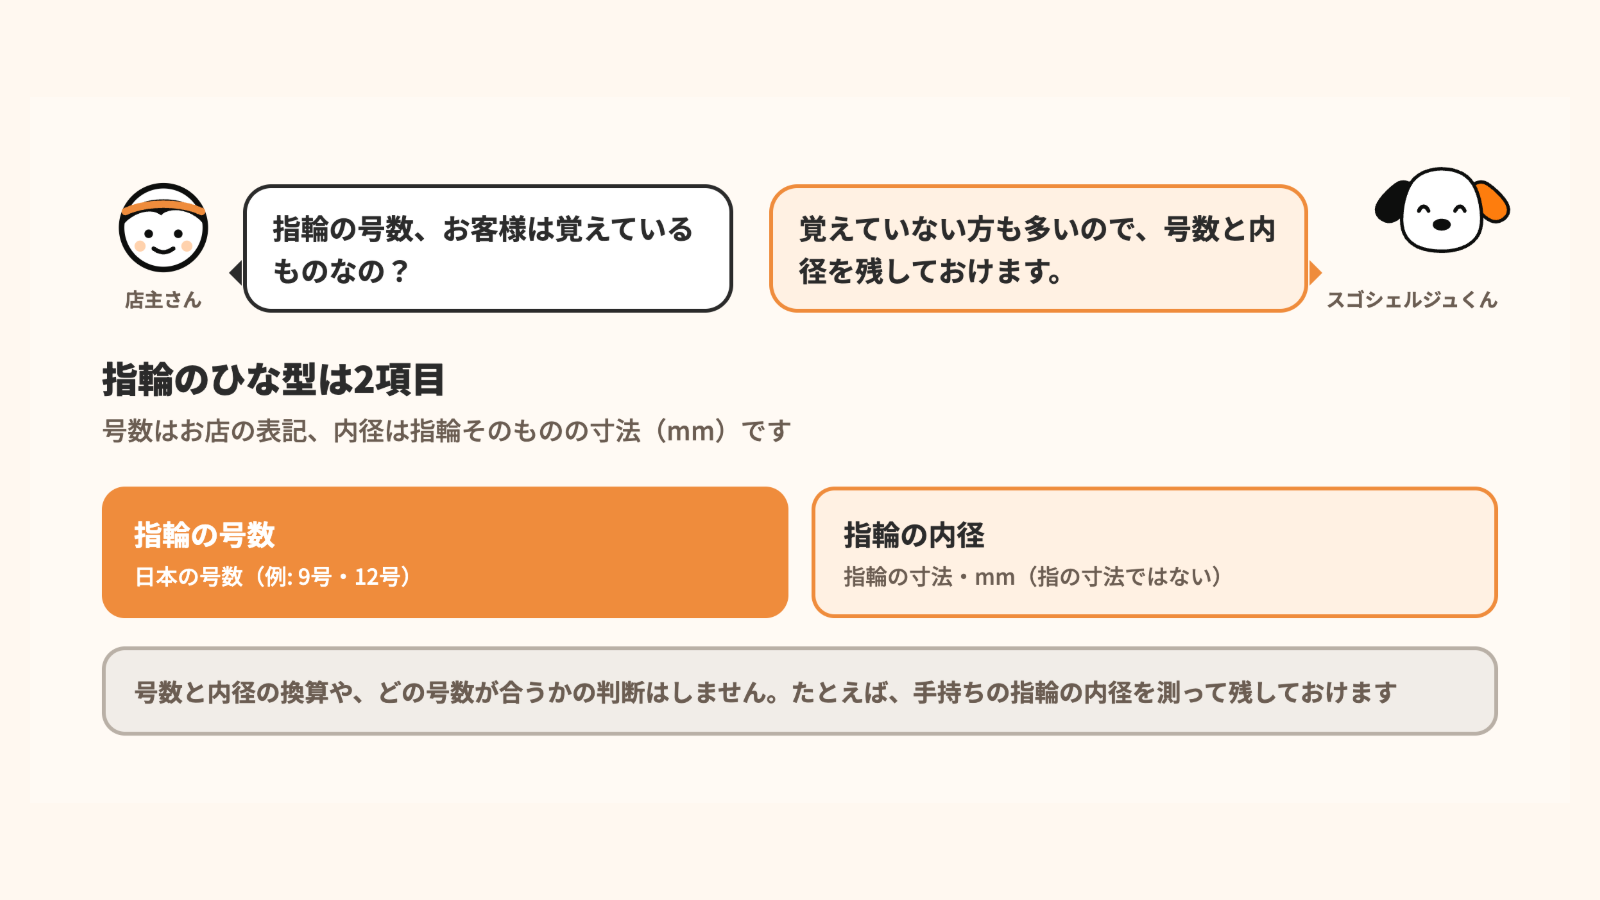 指輪の号数、お客様は覚えている
ものなの？
店主さん
覚えていない方も多いので、号数と内
径を残しておけます。
スゴシェルジュくん
指輪のひな型は2項目
号数はお店の表記、内径は指輪そのものの寸法（mm）です
指輪の号数
日本の号数（例: 9号・12号）
指輪の内径
指輪の寸法・mm（指の寸法ではない）
号数と内径の換算や、どの号数が合うかの判断はしません。たとえば、手持ちの指輪の内径を測って残しておけます